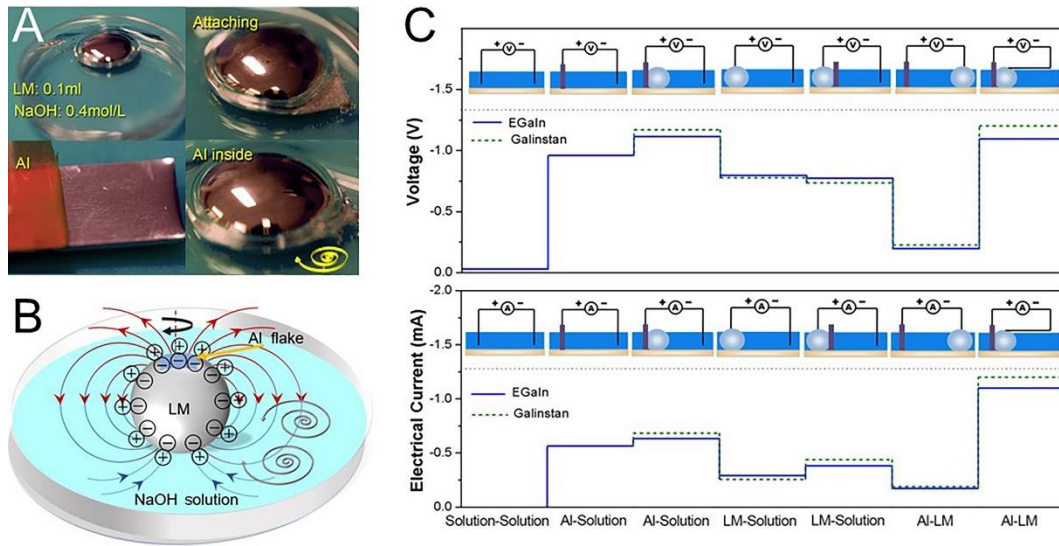 A
LM: 0.1ml
NaOH: 0.4mol/L
Attaching
Al
Al inside
B
Al flake
LM
NaOH solution
C
Voltage (V)
-1.5
-1.0
-0.5
0.0
+ V -
+ V -
+ V -
+ V -
+ V -
+ V -
+ V -
EGaIn
Galinstan
Electrical Current (mA)
-2.0
-1.5
-1.0
-0.5
0.0
+ A -
+ A -
+ A -
+ A -
+ A -
+ A -
+ A -
EGaIn
Galinstan
Solution-Solution
Al-Solution
Al-Solution
LM-Solution
LM-Solution
Al-LM
Al-LM